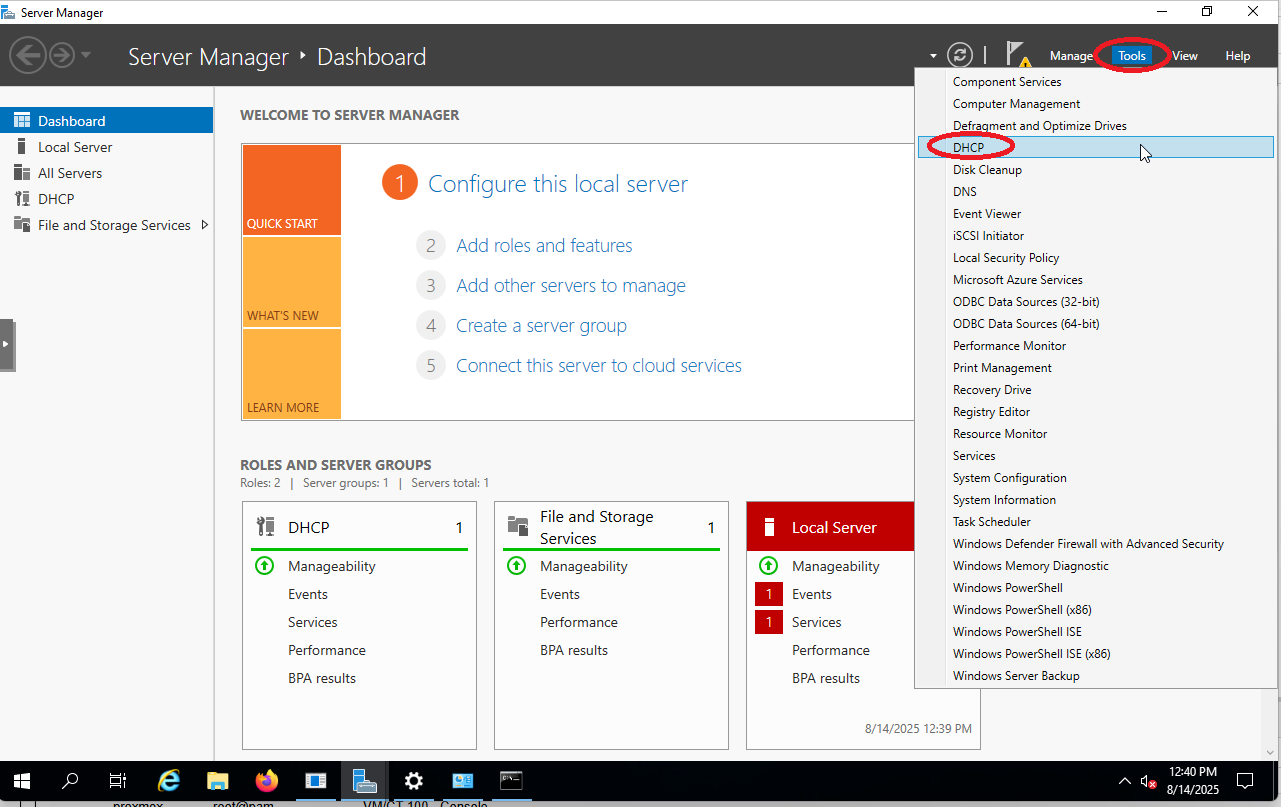 Server Manager
Server Manager ‣ Dashboard
Manage Tools View Help
Dashboard
Local Server
All Servers
DHCP
File and Storage Services
WELCOME TO SERVER MANAGER
QUICK START
WHAT'S NEW
LEARN MORE
1 Configure this local server
2 Add roles and features
3 Add other servers to manage
4 Create a server group
5 Connect this server to cloud services
ROLES AND SERVER GROUPS
Roles: 2 | Server groups: 1 | Servers total: 1
DHCP 1
Manageability
Events
Services
Performance
BPA results
File and Storage
Services 1
Manageability
Events
Performance
BPA results
Local Server
Manageability
1 Events
1 Services
Performance
BPA results
8/14/2025 12:39 PM
Component Services
Computer Management
Defragment and Optimize Drives
DHCP
Disk Cleanup
DNS
Event Viewer
iSCSI Initiator
Local Security Policy
Microsoft Azure Services
ODBC Data Sources (32-bit)
ODBC Data Sources (64-bit)
Performance Monitor
Print Management
Recovery Drive
Registry Editor
Resource Monitor
Services
System Configuration
System Information
Task Scheduler
Windows Defender Firewall with Advanced Security
Windows Memory Diagnostic
Windows PowerShell
Windows PowerShell (x86)
Windows PowerShell ISE
Windows PowerShell ISE (x86)
Windows Server Backup
12:40 PM
8/14/2025
proxmox root@pam VM/CT 100 Console